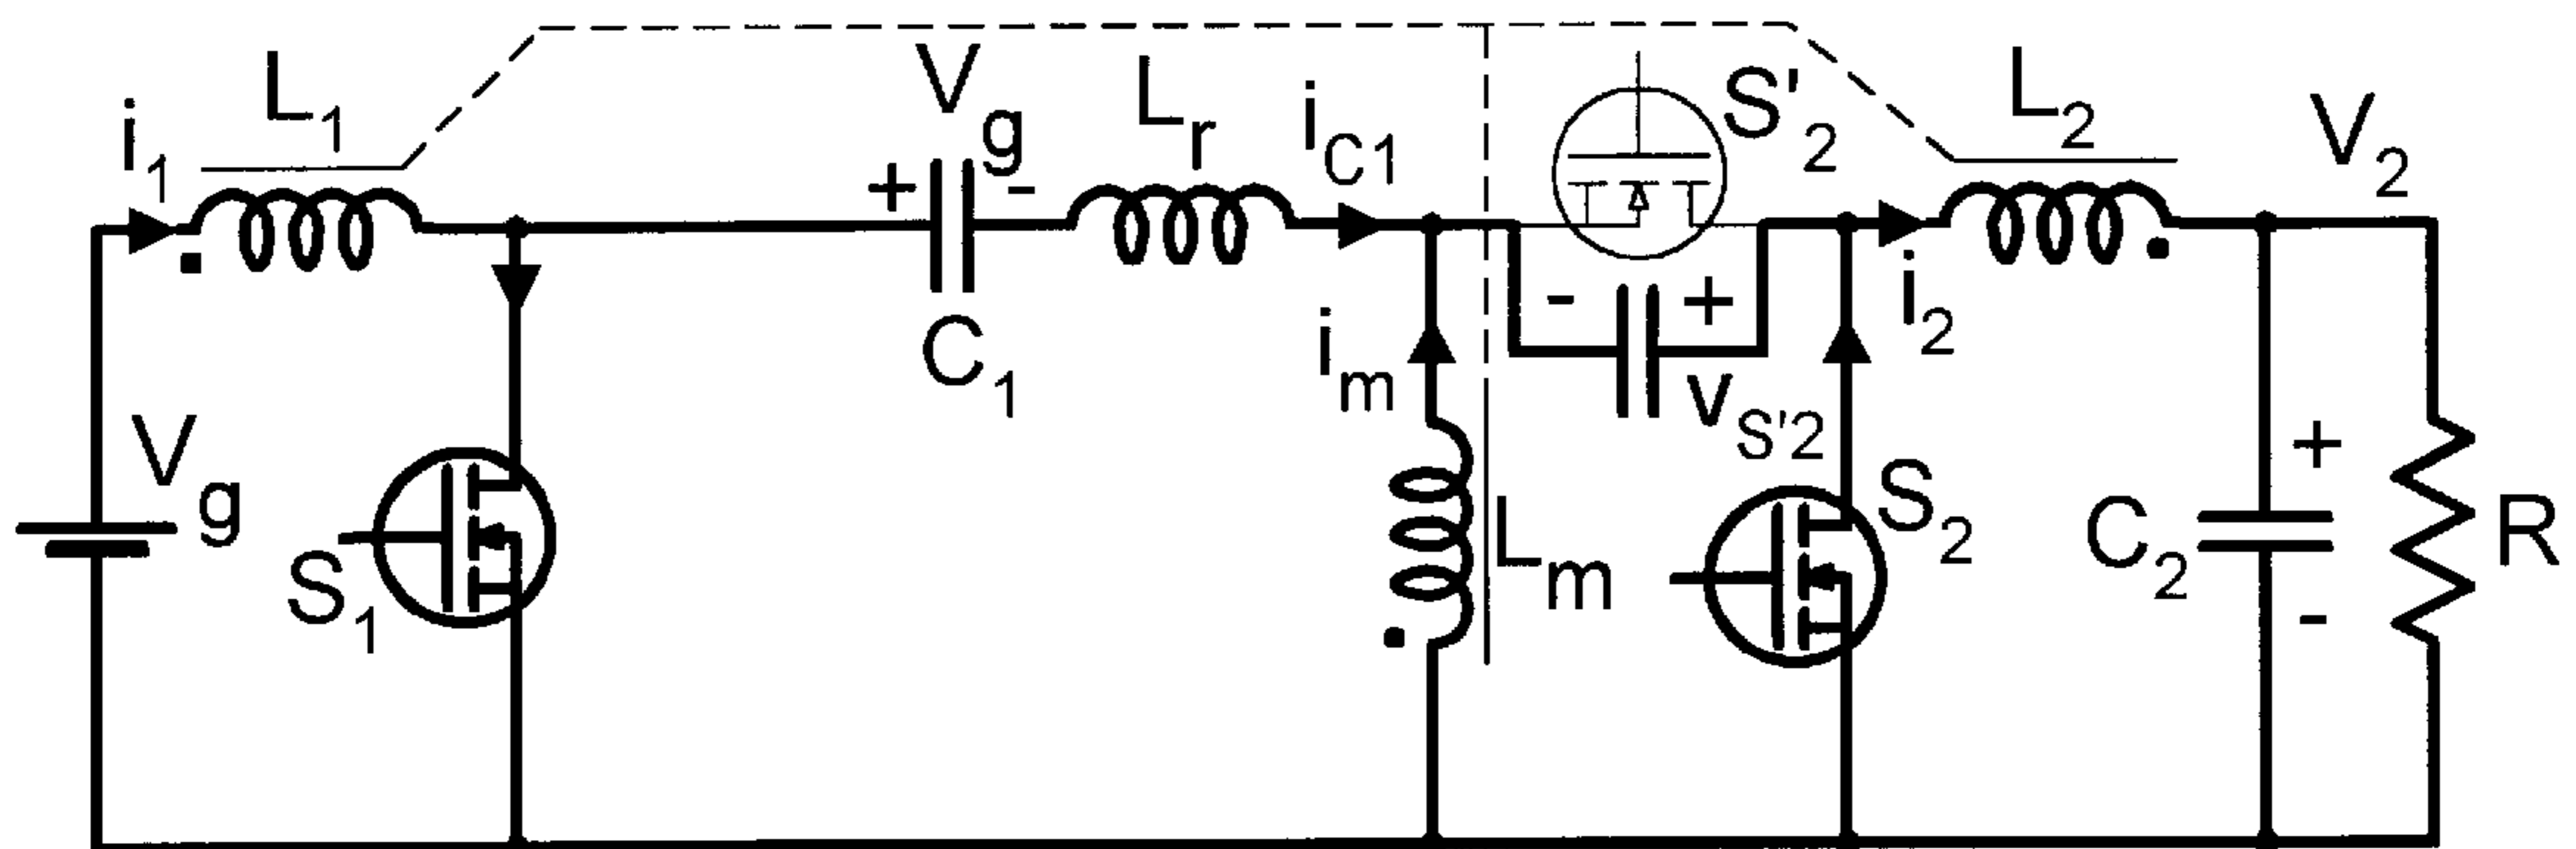 L1
i1
Vg
+
-
Lr
iC1
S'2
L2
V2
C1
im
-
+
vS'2
i2
Vg
S1
Lm
S2
C2
+
-
R